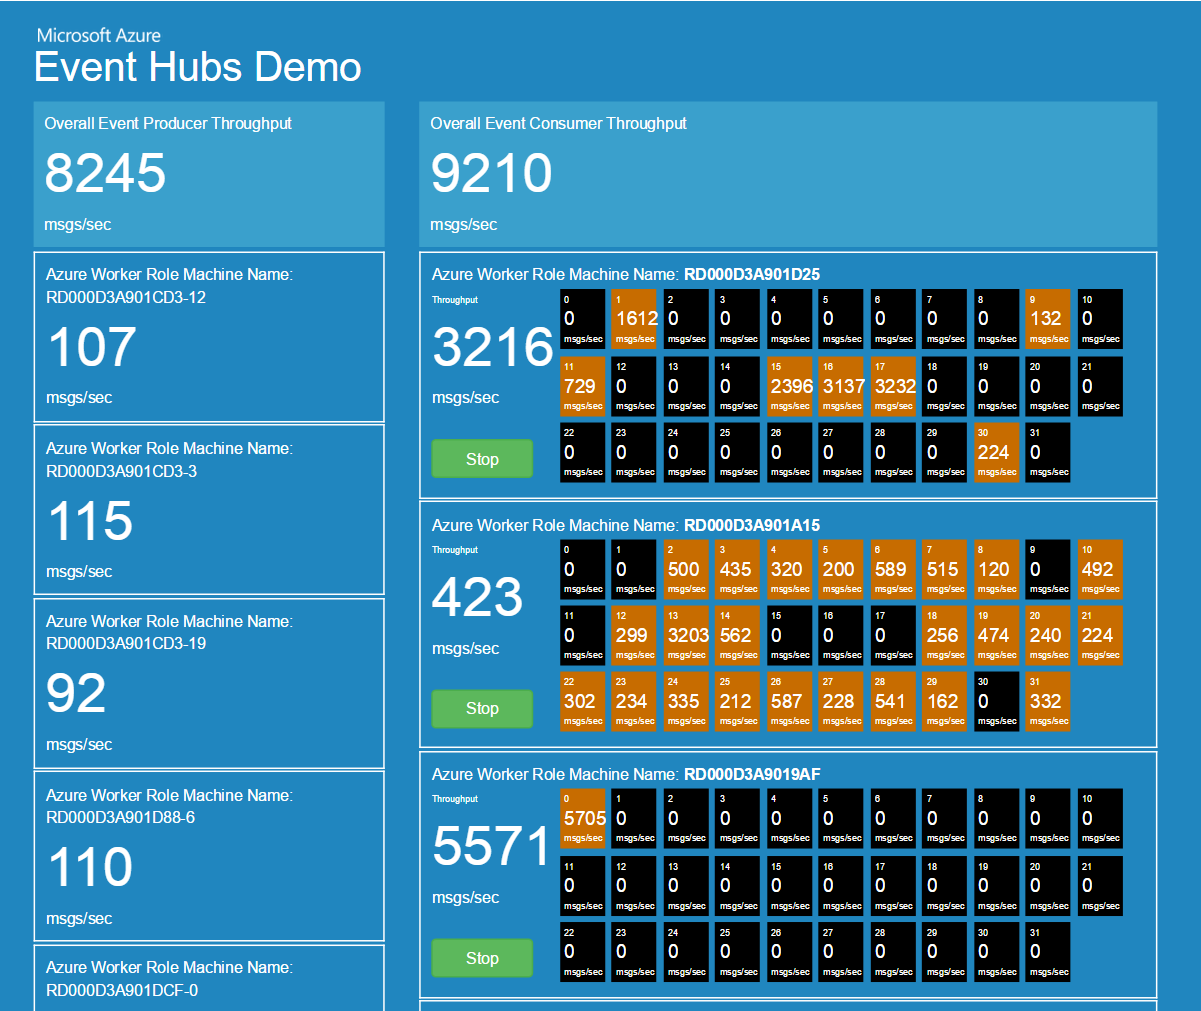 Microsoft Azure
Event Hubs Demo
Overall Event Producer Throughput
8245
msgs/sec
Azure Worker Role Machine Name:
RD000D3A901CD3-12
107
msgs/sec
Azure Worker Role Machine Name:
RD000D3A901CD3-3
115
msgs/sec
Azure Worker Role Machine Name:
RD000D3A901CD3-19
92
msgs/sec
Azure Worker Role Machine Name:
RD000D3A901D88-6
110
msgs/sec
Azure Worker Role Machine Name:
RD000D3A901DCF-0
Overall Event Consumer Throughput
9210
msgs/sec
Azure Worker Role Machine Name: RD000D3A901D25
Throughput
3216
msgs/sec
Stop
0 1 2 3 4 5 6 7 8 9 10
0 1612 0 0 0 0 0 0 0 132 0
msgs/sec msgs/sec msgs/sec msgs/sec msgs/sec msgs/sec msgs/sec msgs/sec msgs/sec msgs/sec msgs/sec
11 12 13 14 15 16 17 18 19 20 21
729 0 0 0 2396 3137 3232 0 0 0 0
msgs/sec msgs/sec msgs/sec msgs/sec msgs/sec msgs/sec msgs/sec msgs/sec msgs/sec msgs/sec msgs/sec
22 23 24 25 26 27 28 29 30 31
0 0 0 0 0 0 0 0 224 0
msgs/sec msgs/sec msgs/sec msgs/sec msgs/sec msgs/sec msgs/sec msgs/sec msgs/sec msgs/sec
Azure Worker Role Machine Name: RD000D3A901A15
Throughput
423
msgs/sec
Stop
0 1 2 3 4 5 6 7 8 9 10
0 0 500 435 320 200 589 515 120 0 492
msgs/sec msgs/sec msgs/sec msgs/sec msgs/sec msgs/sec msgs/sec msgs/sec msgs/sec msgs/sec msgs/sec
11 12 13 14 15 16 17 18 19 20 21
0 299 3203 562 0 0 0 256 474 240 224
msgs/sec msgs/sec msgs/sec msgs/sec msgs/sec msgs/sec msgs/sec msgs/sec msgs/sec msgs/sec msgs/sec
22 23 24 25 26 27 28 29 30 31
302 234 335 212 587 228 541 162 0 332
msgs/sec msgs/sec msgs/sec msgs/sec msgs/sec msgs/sec msgs/sec msgs/sec msgs/sec msgs/sec
Azure Worker Role Machine Name: RD000D3A9019AF
Throughput
5571
msgs/sec
Stop
0 1 2 3 4 5 6 7 8 9 10
5705 0 0 0 0 0 0 0 0 0 0
msgs/sec msgs/sec msgs/sec msgs/sec msgs/sec msgs/sec msgs/sec msgs/sec msgs/sec msgs/sec msgs/sec
11 12 13 14 15 16 17 18 19 20 21
0 0 0 0 0 0 0 0 0 0 0
msgs/sec msgs/sec msgs/sec msgs/sec msgs/sec msgs/sec msgs/sec msgs/sec msgs/sec msgs/sec msgs/sec
22 23 24 25 26 27 28 29 30 31
0 0 0 0 0 0 0 0 0 0
msgs/sec msgs/sec msgs/sec msgs/sec msgs/sec msgs/sec msgs/sec msgs/sec msgs/sec msgs/sec